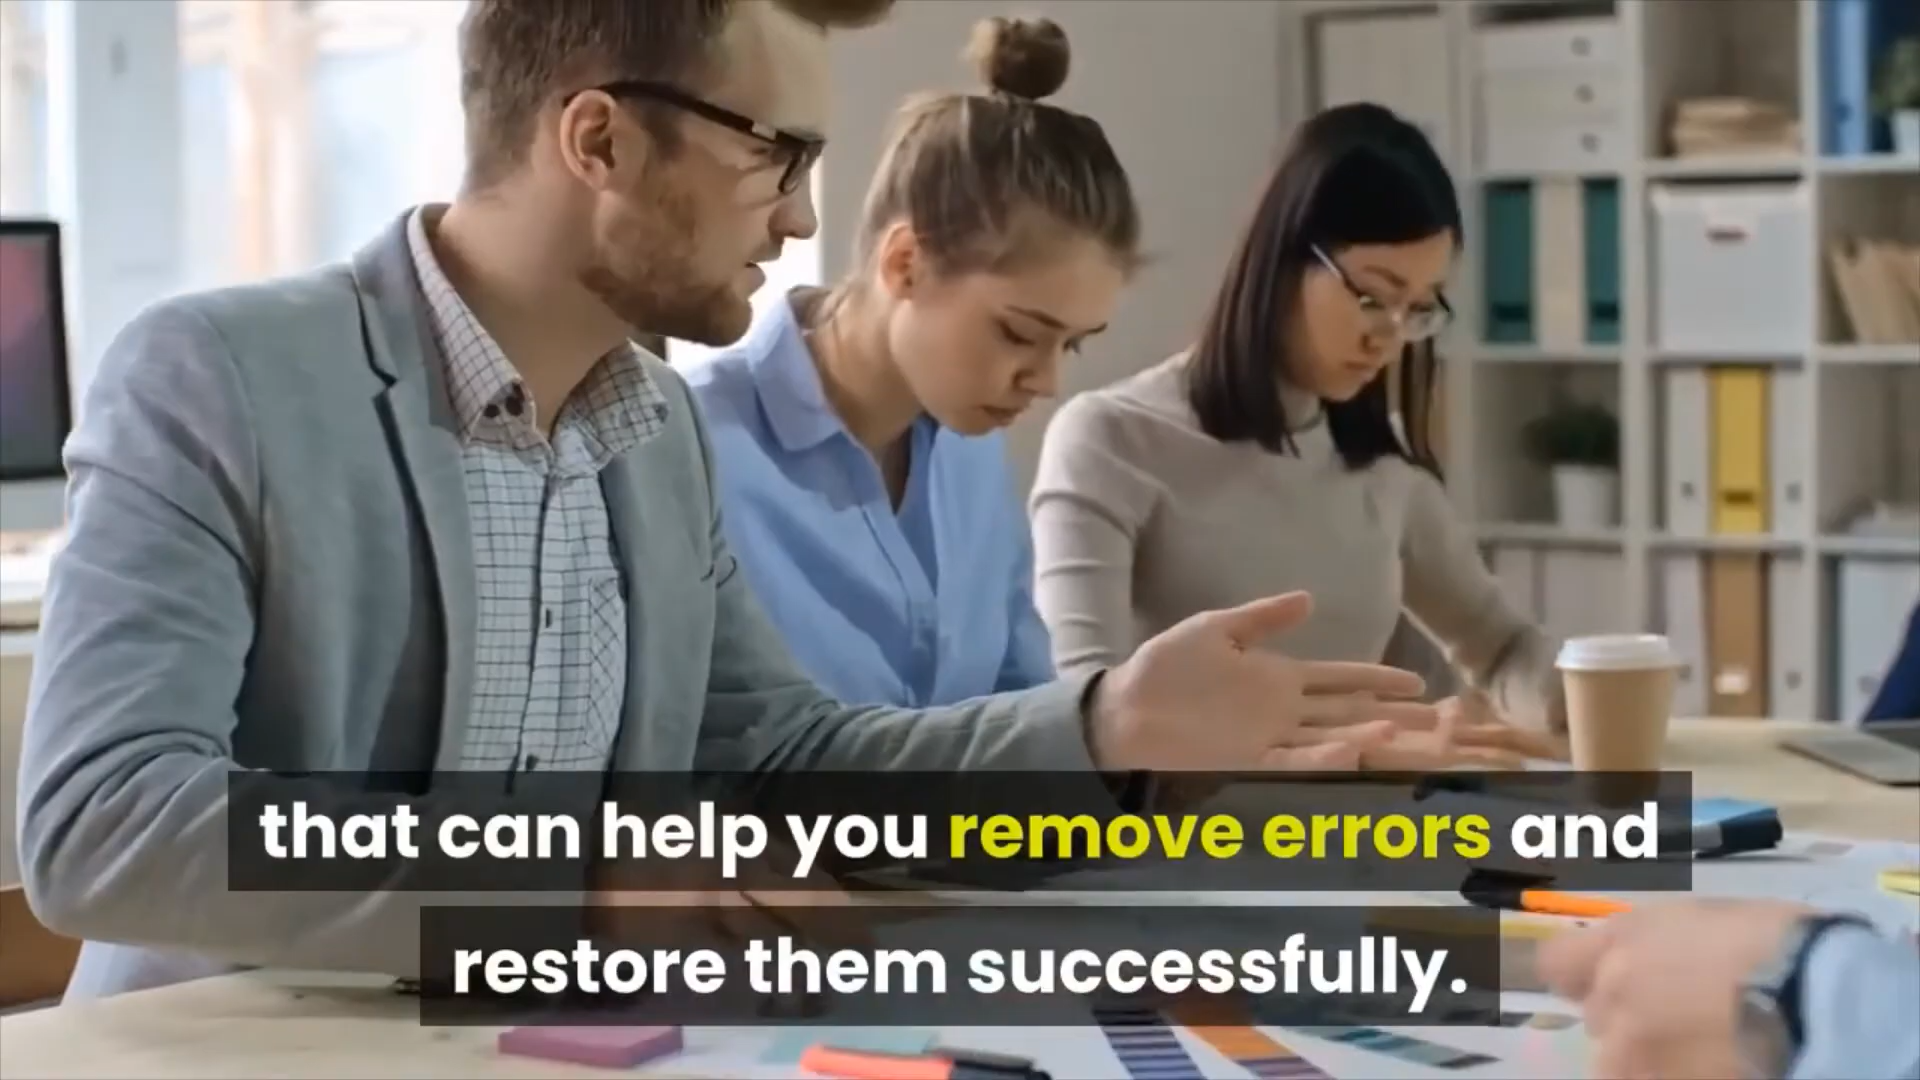 that can help you remove errors and
restore them successfully.